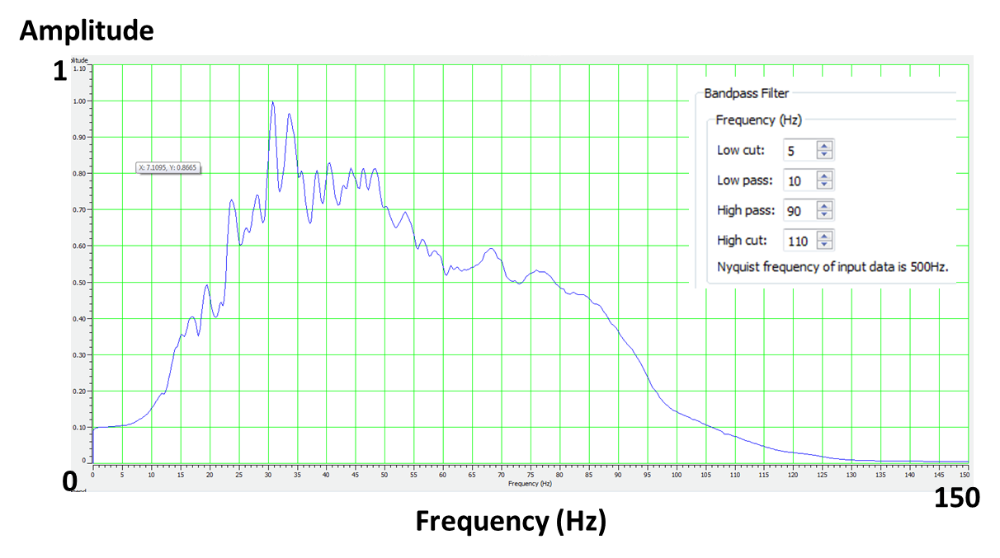 Amplitude
1
plitude
1.10
1.00
0.90
0.80
0.70
0.60
0.50
0.40
0.30
0.20
0.10
0
X: 7.1095, Y: 0.8665
Bandpass Filter
Frequency (Hz)
Low cut: 5
Low pass: 10
High pass: 90
High cut: 110
Nyquist frequency of input data is 500Hz.
0
0 5 10 15 20 25 30 35 40 45 50 55 60 65 70 75 80 85 90 95 100 105 110 115 120 125 130 135 140 145 150
Frequency (Hz)
150
Frequency (Hz)